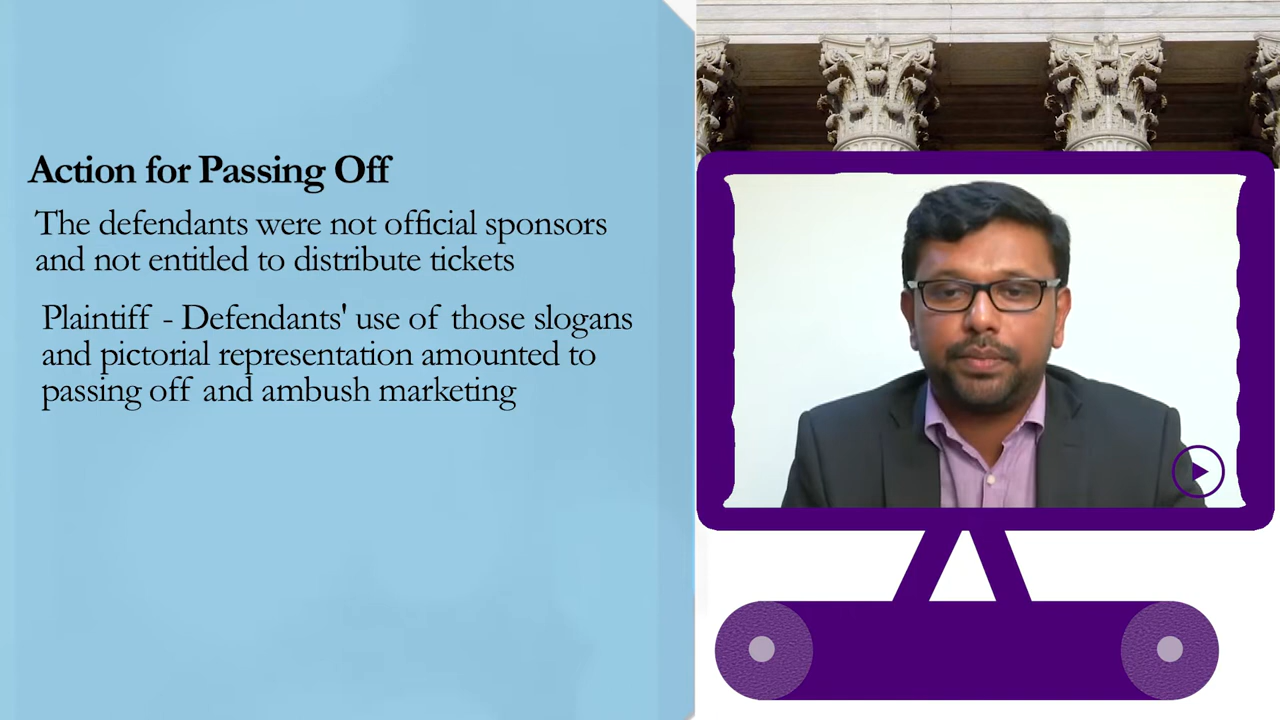 Action for Passing Off
The defendants were not official sponsors
and not entitled to distribute tickets
Plaintiff - Defendants' use of those slogans
and pictorial representation amounted to
passing off and ambush marketing